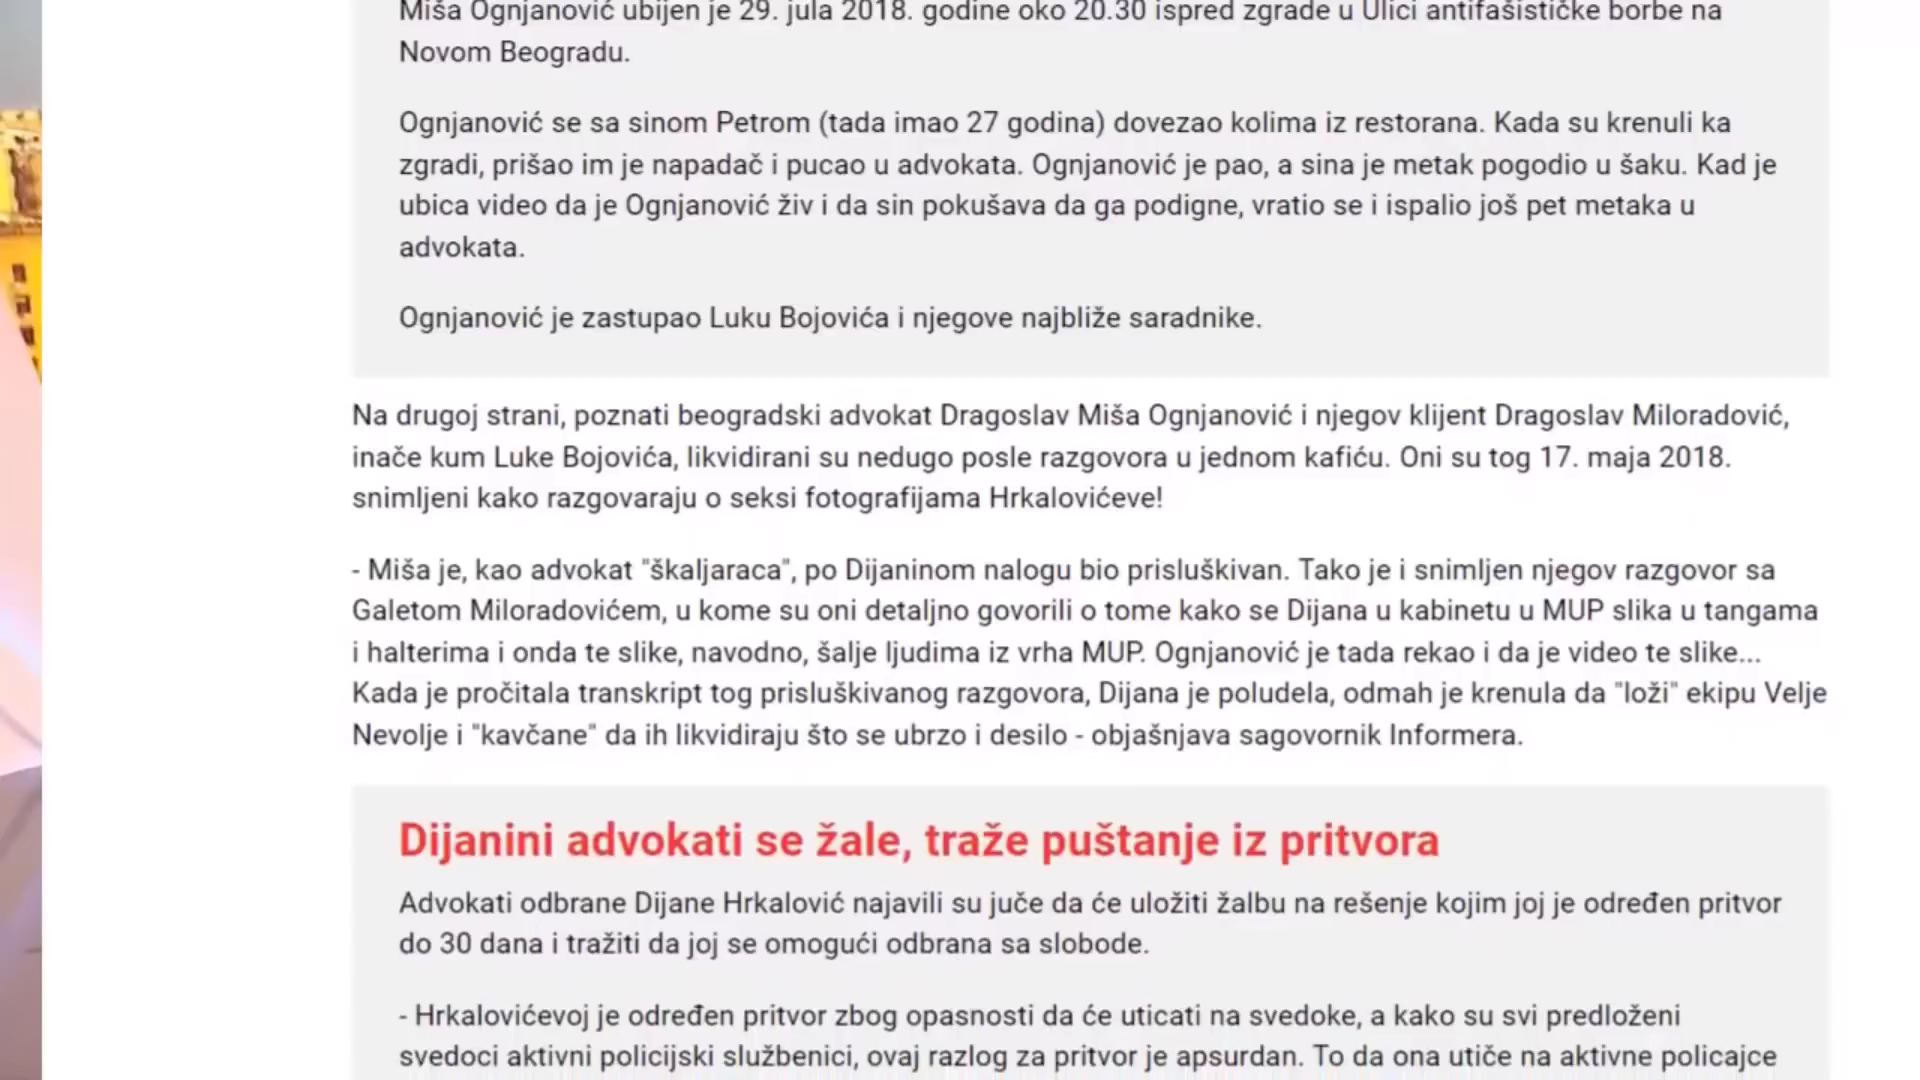 Miša Ognjanović ubijen je 29. jula 2018. godine oko 20.30 ispred zgrade u Ulici antifašističke borbe na
Novom Beogradu.
Ognjanović se sa sinom Petrom (tada imao 27 godina) dovezao kolima iz restorana. Kada su krenuli ka
zgradi, prišao im je napadač i pucao u advokata. Ognjanović je pao, a sina je metak pogodio u šaku. Kad je
ubica video da je Ognjanović živ i da sin pokušava da ga podigne, vratio se i ispalio još pet metaka u
advokata.
Ognjanović je zastupao Luku Bojovića i njegove najbliže saradnike.
Na drugoj strani, poznati beogradski advokat Dragoslav Miša Ognjanović i njegov klijent Dragoslav Miloradović,
inače kum Luke Bojovića, likvidirani su nedugo posle razgovora u jednom kafiću. Oni su tog 17. maja 2018.
snimljeni kako razgovaraju o seksi fotografijama Hrkalovićeve!
- Miša je, kao advokat "škaljaraca", po Dijaninom nalogu bio prisluškivan. Tako je i snimljen njegov razgovor sa
Galetom Miloradovićem, u kome su oni detaljno govorili o tome kako se Dijana u kabinetu u MUP slika u tangama
i halterima i onda te slike, navodno, šalje ljudima iz vrha MUP. Ognjanović je tada rekao i da je video te slike...
Kada je pročitala transkript tog prisluškivanog razgovora, Dijana je poludela, odmah je krenula da "loži" ekipu Velje
Nevolje i "kavčane" da ih likvidiraju što se ubrzo i desilo - objašnjava sagovornik Informera.
Dijanini advokati se žale, traže puštanje iz pritvora
Advokati odbrane Dijane Hrkalović najavili su juče da će uložiti žalbu na rešenje kojim joj je određen pritvor
do 30 dana i tražiti da joj se omogući odbrana sa slobode.
- Hrkalovićevoj je određen pritvor zbog opasnosti da će uticati na svedoke, a kako su svi predloženi
svedoci aktivni policijski službenici, ovaj razlog za pritvor je apsurdan. To da ona utiče na aktivne policajce